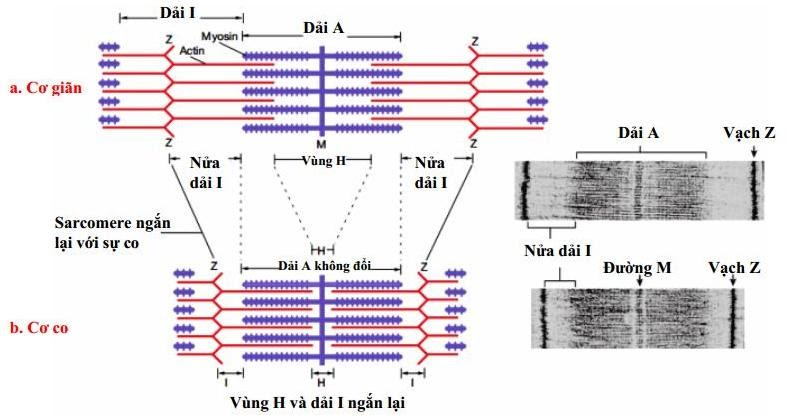 Dải I
Dải A
Z
Myosin
Actin
Z
a. Cơ giãn
Z
M
Z
Nửa
dải I
Vùng H
Nửa
dải I
Dải A
Vạch Z
Sarcomere ngắn
lại với sự co
H
Nửa dải I
Z
Dải A không đổi
Z
Đường M
Vạch Z
b. Cơ co
I
H
I
Vùng H và dải I ngắn lại